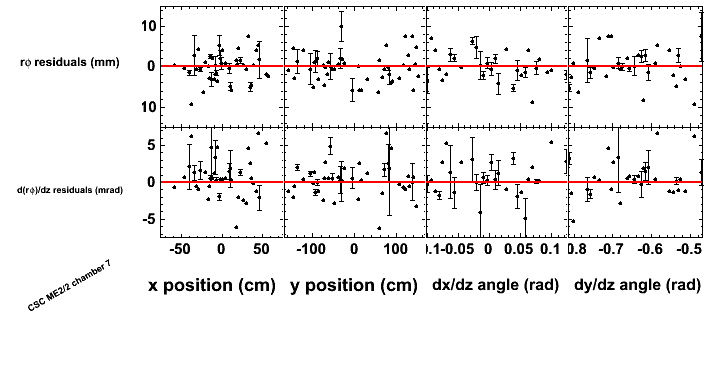 10
rφ residuals (mm)
0
10
5
d(rφ)/dz residuals (mrad)
0
-5
-50 0 50 -100 0 100 0.1-0.05 0 0.05 0.1 0.8 -0.7 -0.6 -0.5
x position (cm) y position (cm) dx/dz angle (rad) dy/dz angle (rad)
CSC ME2/2 chamber 7